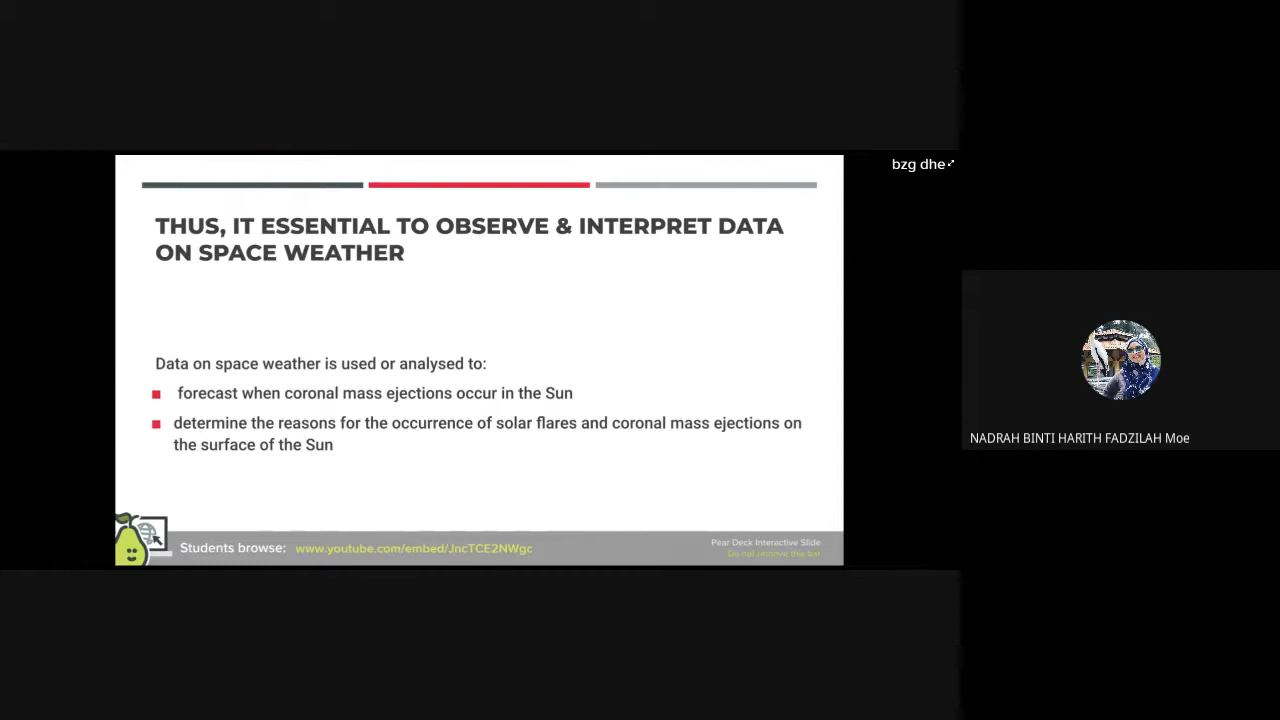 bzg dhe
THUS, IT ESSENTIAL TO OBSERVE & INTERPRET DATA
ON SPACE WEATHER
Data on space weather is used or analysed to:
forecast when coronal mass ejections occur in the Sun
determine the reasons for the occurrence of solar flares and coronal mass ejections on
the surface of the Sun
Students browse: www.youtube.com/embed/JncTCE2NWgc
Pear Deck Interactive Slide
Do not remove this bar
NADRAH BINTI HARITH FADZILAH Moe